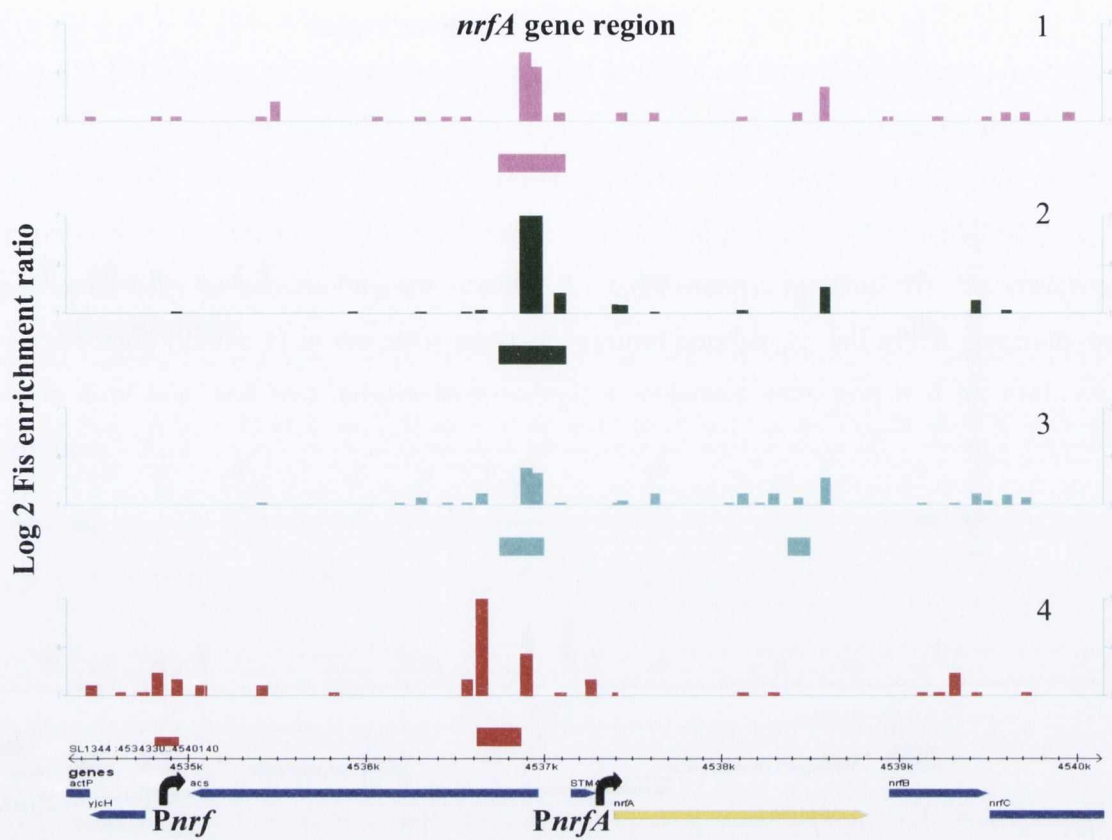 nrfA gene region
1
2
3
4
Log 2 Fis enrichment ratio
SL1344:4534330..4540140
4535k 4536k 4537k 4538k 4539k 4540k
genes
actP acs STM4 nrfA nrfB
yjcH nrfC
Pnrf PnrfA